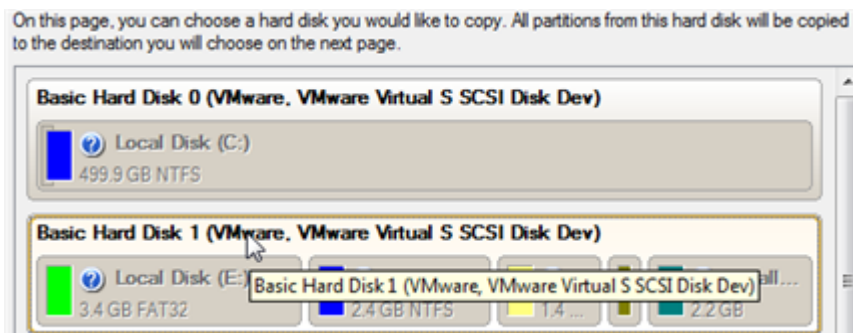 On this page, you can choose a hard disk you would like to copy. All partitions from this hard disk will be copied
to the destination you will choose on the next page.
Basic Hard Disk 0 (VMware, VMware Virtual S SCSI Disk Dev)
Local Disk (C:)
499.9 GB NTFS
Basic Hard Disk 1 (VMware, VMware Virtual S SCSI Disk Dev)
Local Disk (E:)
Basic Hard Disk 1 (VMware, VMware Virtual S SCSI Disk Dev)
all...
3.4 GB FAT32
2.4 GB NTFS
1.4 ...
2.2 GB